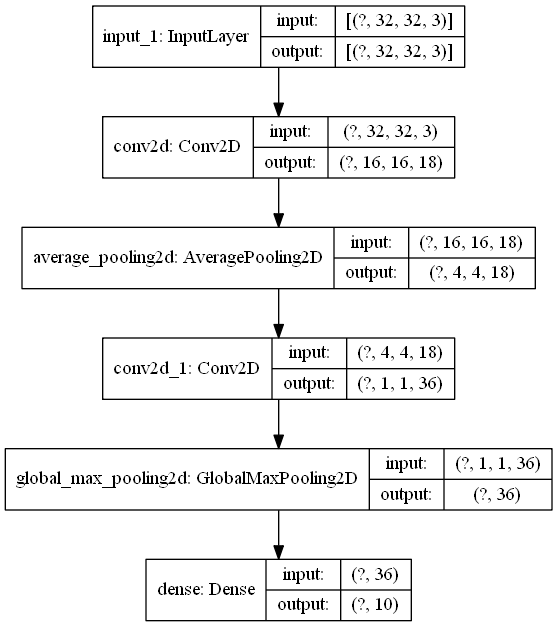 input_1: InputLayer
input: [(?, 32, 32, 3)]
output: [(?, 32, 32, 3)]
conv2d: Conv2D
input: (?, 32, 32, 3)
output: (?, 16, 16, 18)
average_pooling2d: AveragePooling2D
input: (?, 16, 16, 18)
output: (?, 4, 4, 18)
conv2d_1: Conv2D
input: (?, 4, 4, 18)
output: (?, 1, 1, 36)
global_max_pooling2d: GlobalMaxPooling2D
input: (?, 1, 1, 36)
output: (?, 36)
dense: Dense
input: (?, 36)
output: (?, 10)